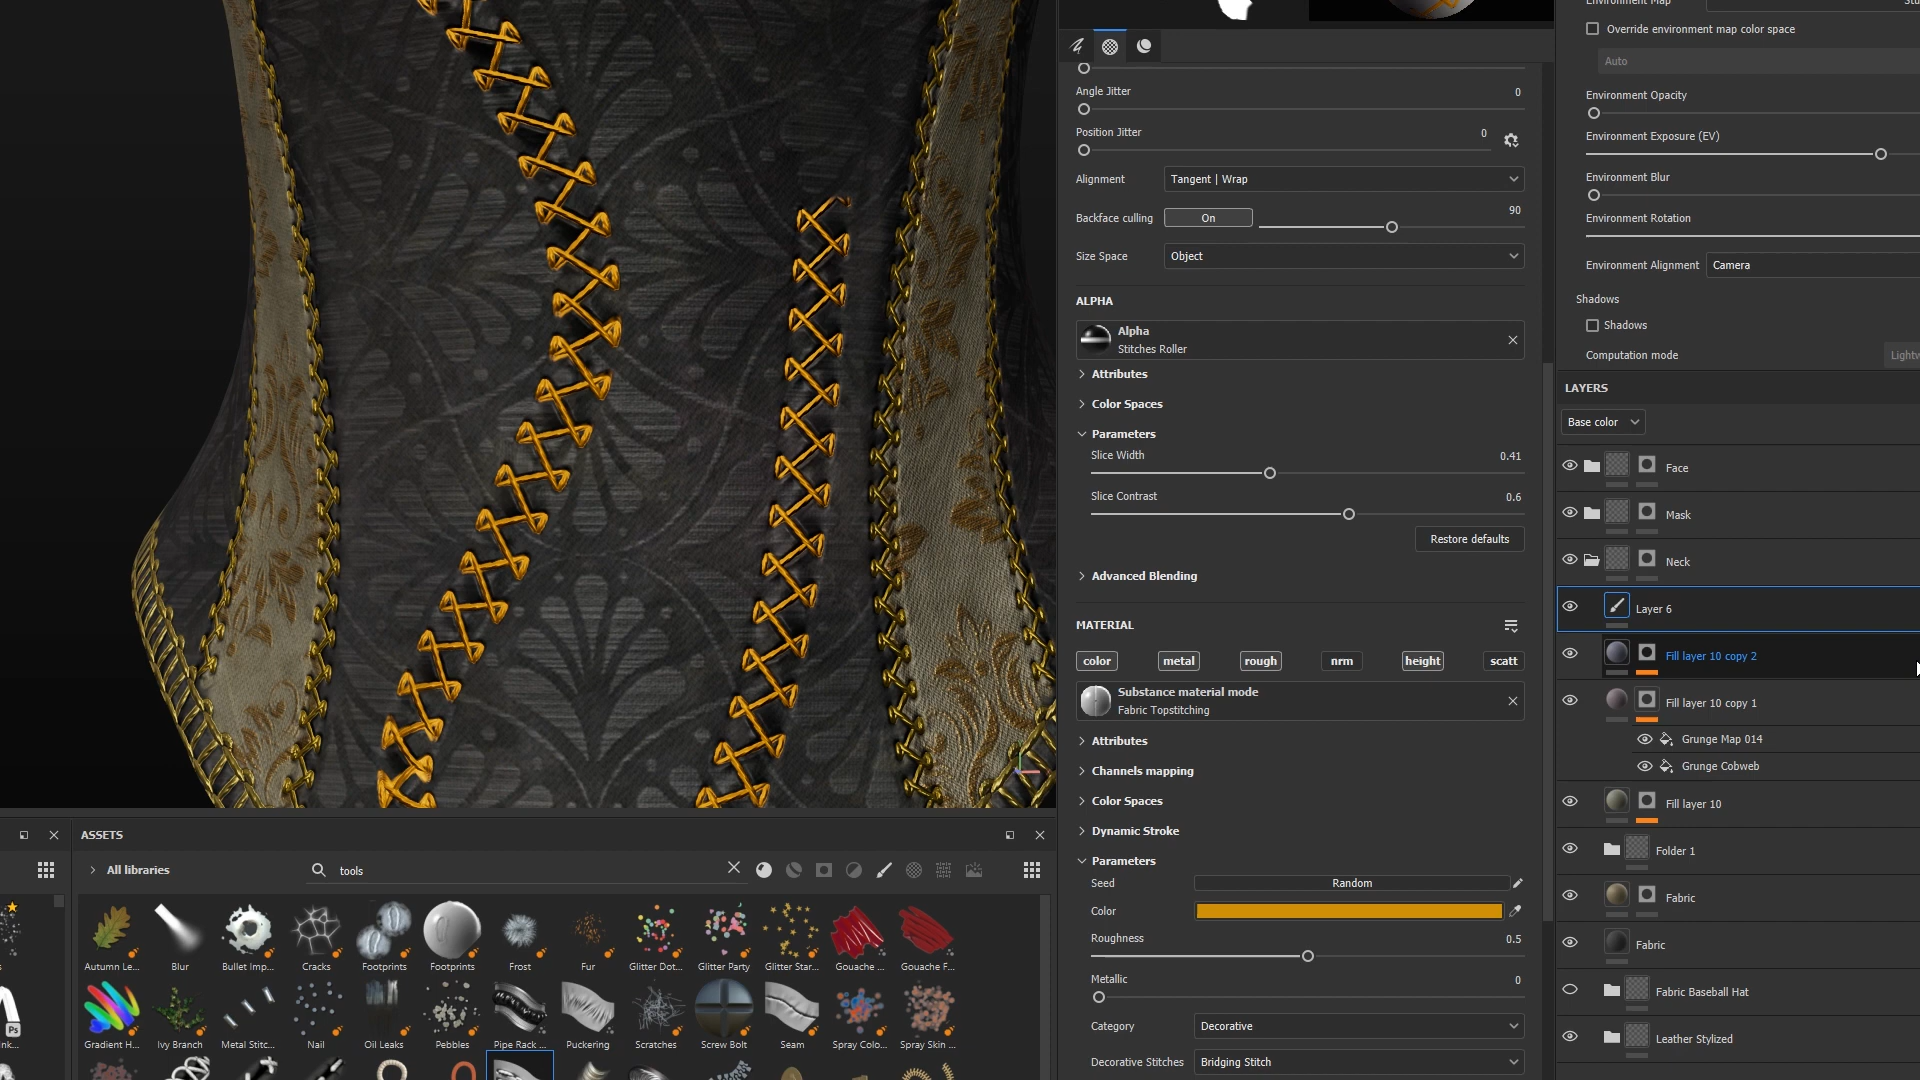 Environment Map
Override environment map color space
Auto
Environment Opacity
Environment Exposure (EV)
Environment Blur
Environment Rotation
Environment Alignment Camera
Shadows
Shadows
Computation mode
Angle Jitter 0
Position Jitter 0
Alignment Tangent | Wrap
Backface culling On 90
Size Space Object
ALPHA
Alpha
Stitches Roller
Attributes
Color Spaces
Parameters
Slice Width 0.41
Slice Contrast 0.6
Restore defaults
Advanced Blending
MATERIAL
color metal rough nrm height scatt
Substance material mode
Fabric Topstitching
Attributes
Channels mapping
Color Spaces
Dynamic Stroke
Parameters
Seed Random
Color
Roughness 0.5
Metallic 0
Category Decorative
Decorative Stitches Bridging Stitch
LAYERS
Base color
Face
Mask
Neck
Layer 6
Fill layer 10 copy 2
Fill layer 10 copy 1
Grunge Map 014
Grunge Cobweb
Fill layer 10
Folder 1
Fabric
Fabric
Fabric Baseball Hat
Leather Stylized
ASSETS
All libraries
tools
Autumn Le... Blur Bullet Imp... Cracks Footprints Footprints Frost Fur Glitter Dot... Glitter Party Glitter Star... Gouache ... Gouache F...
Ps
Gradient H... Ivy Branch Metal Stitc... Nail Oil Leaks Pebbles Pipe Rack ... Puckering Scratches Screw Bolt Seam Spray Colo... Spray Skin ...